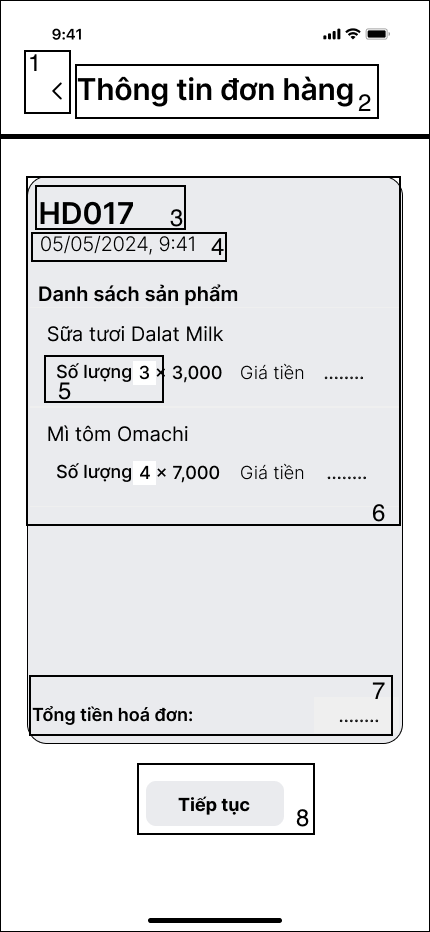 9:41
1
Thông tin đơn hàng 2
HD017 3
05/05/2024, 9:41 4
Danh sách sản phẩm
Sữa tươi Dalat Milk
Số lượng 3 × 3,000 Giá tiền ........
5
Mì tôm Omachi
Số lượng 4 × 7,000 Giá tiền ........
6
7
Tổng tiền hoá đơn: ........
Tiếp tục
8